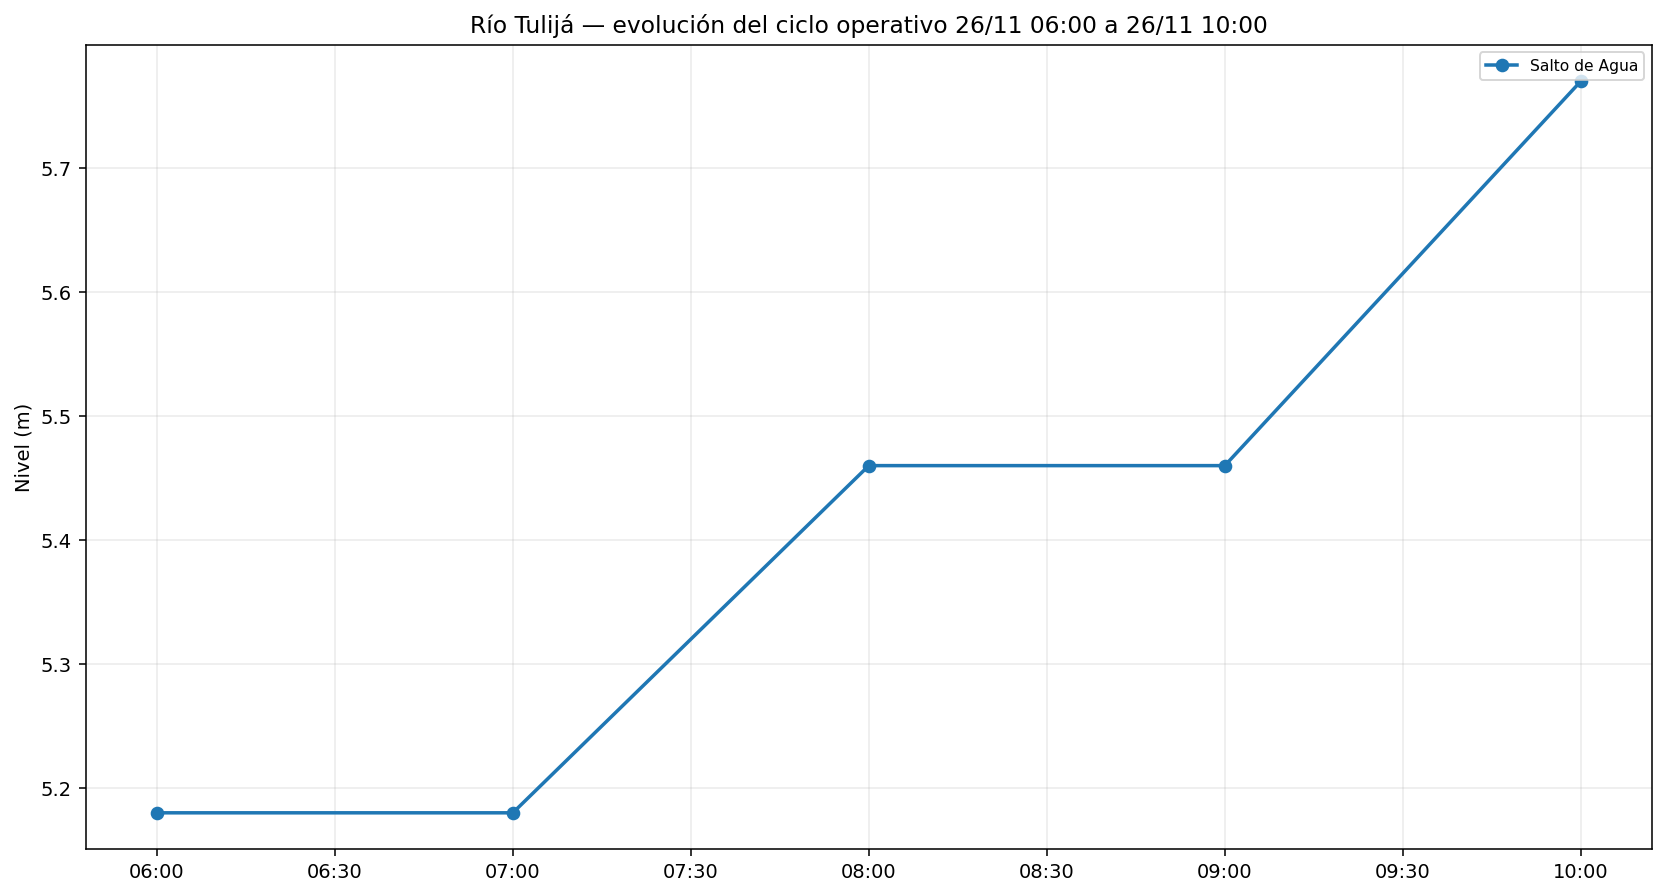 Río Tulijá — evolución del ciclo operativo 26/11 06:00 a 26/11 10:00
Salto de Agua
Nivel (m)
5.7
5.6
5.5
5.4
5.3
5.2
06:00 06:30 07:00 07:30 08:00 08:30 09:00 09:30 10:00